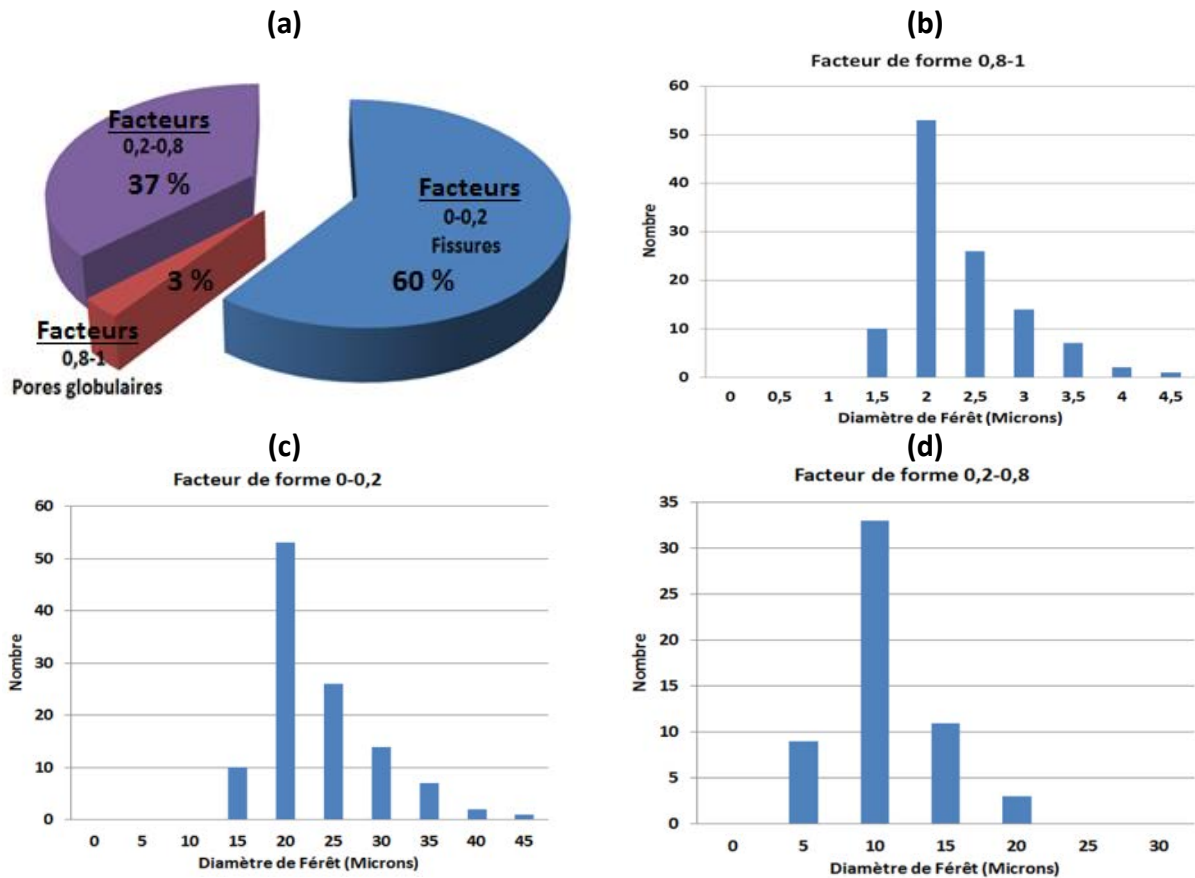 (a)
Facteurs
0,2-0,8
37 %
Facteurs
0-0,2
Fissures
60 %
3 %
Facteurs
0,8-1
Pores globulaires
(b)
Facteur de forme 0,8-1
Nombre
60
50
40
30
20
10
0
0 0,5 1 1,5 2 2,5 3 3,5 4 4,5
Diamètre de Férêt (Microns)
(c)
Facteur de forme 0-0,2
Nombre
60
50
40
30
20
10
0
0 5 10 15 20 25 30 35 40 45
Diamètre de Férêt (Microns)
(d)
Facteur de forme 0,2-0,8
Nombre
35
30
25
20
15
10
5
0
0 5 10 15 20 25 30
Diamètre de Férêt (Microns)